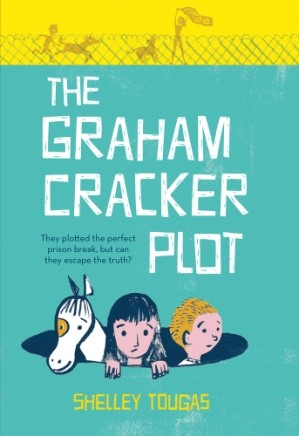 THE
GRAHAM
CRACKER
They plotted the perfect
prison break, but can
they escape the truth?
PLOT
SHELLEY TOUGAS